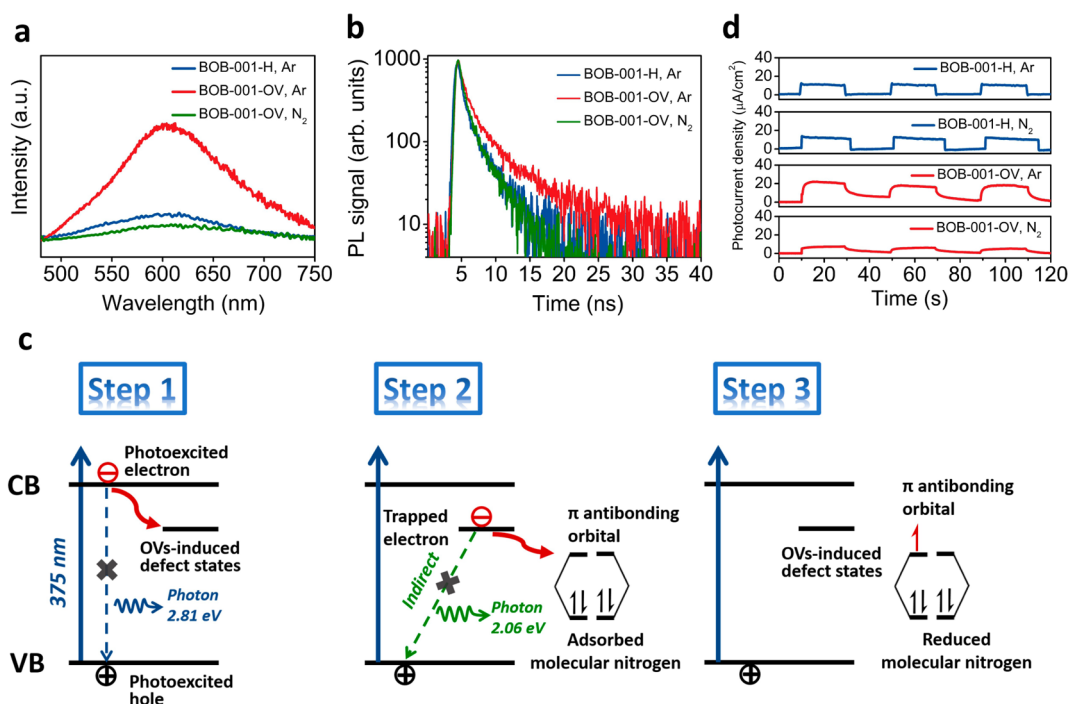 a
Intensity (a.u.)
BOB-001-H, Ar
BOB-001-OV, Ar
BOB-001-OV, N2
500 550 600 650 700 750
Wavelength (nm)
b
PL signal (arb. units)
1000
100
10
BOB-001-H, Ar
BOB-001-OV, Ar
BOB-001-OV, N2
5 10 15 20 25 30 35 40
Time (ns)
d
Photocurrent density (μA/cm²)
40
20
0
BOB-001-H, Ar
40
20
0
BOB-001-H, N2
40
20
0
BOB-001-OV, Ar
40
20
0
BOB-001-OV, N2
0 20 40 60 80 100 120
Time (s)
c
Step 1
CB
VB
375 nm
Photoexcited
electron
OVs-induced
defect states
Photon
2.81 eV
Photoexcited
hole
Step 2
Trapped
electron
Indirect
Photon
2.06 eV
π antibonding
orbital
Adsorbed
molecular nitrogen
Step 3
OVs-induced
defect states
π antibonding
orbital
Reduced
molecular nitrogen